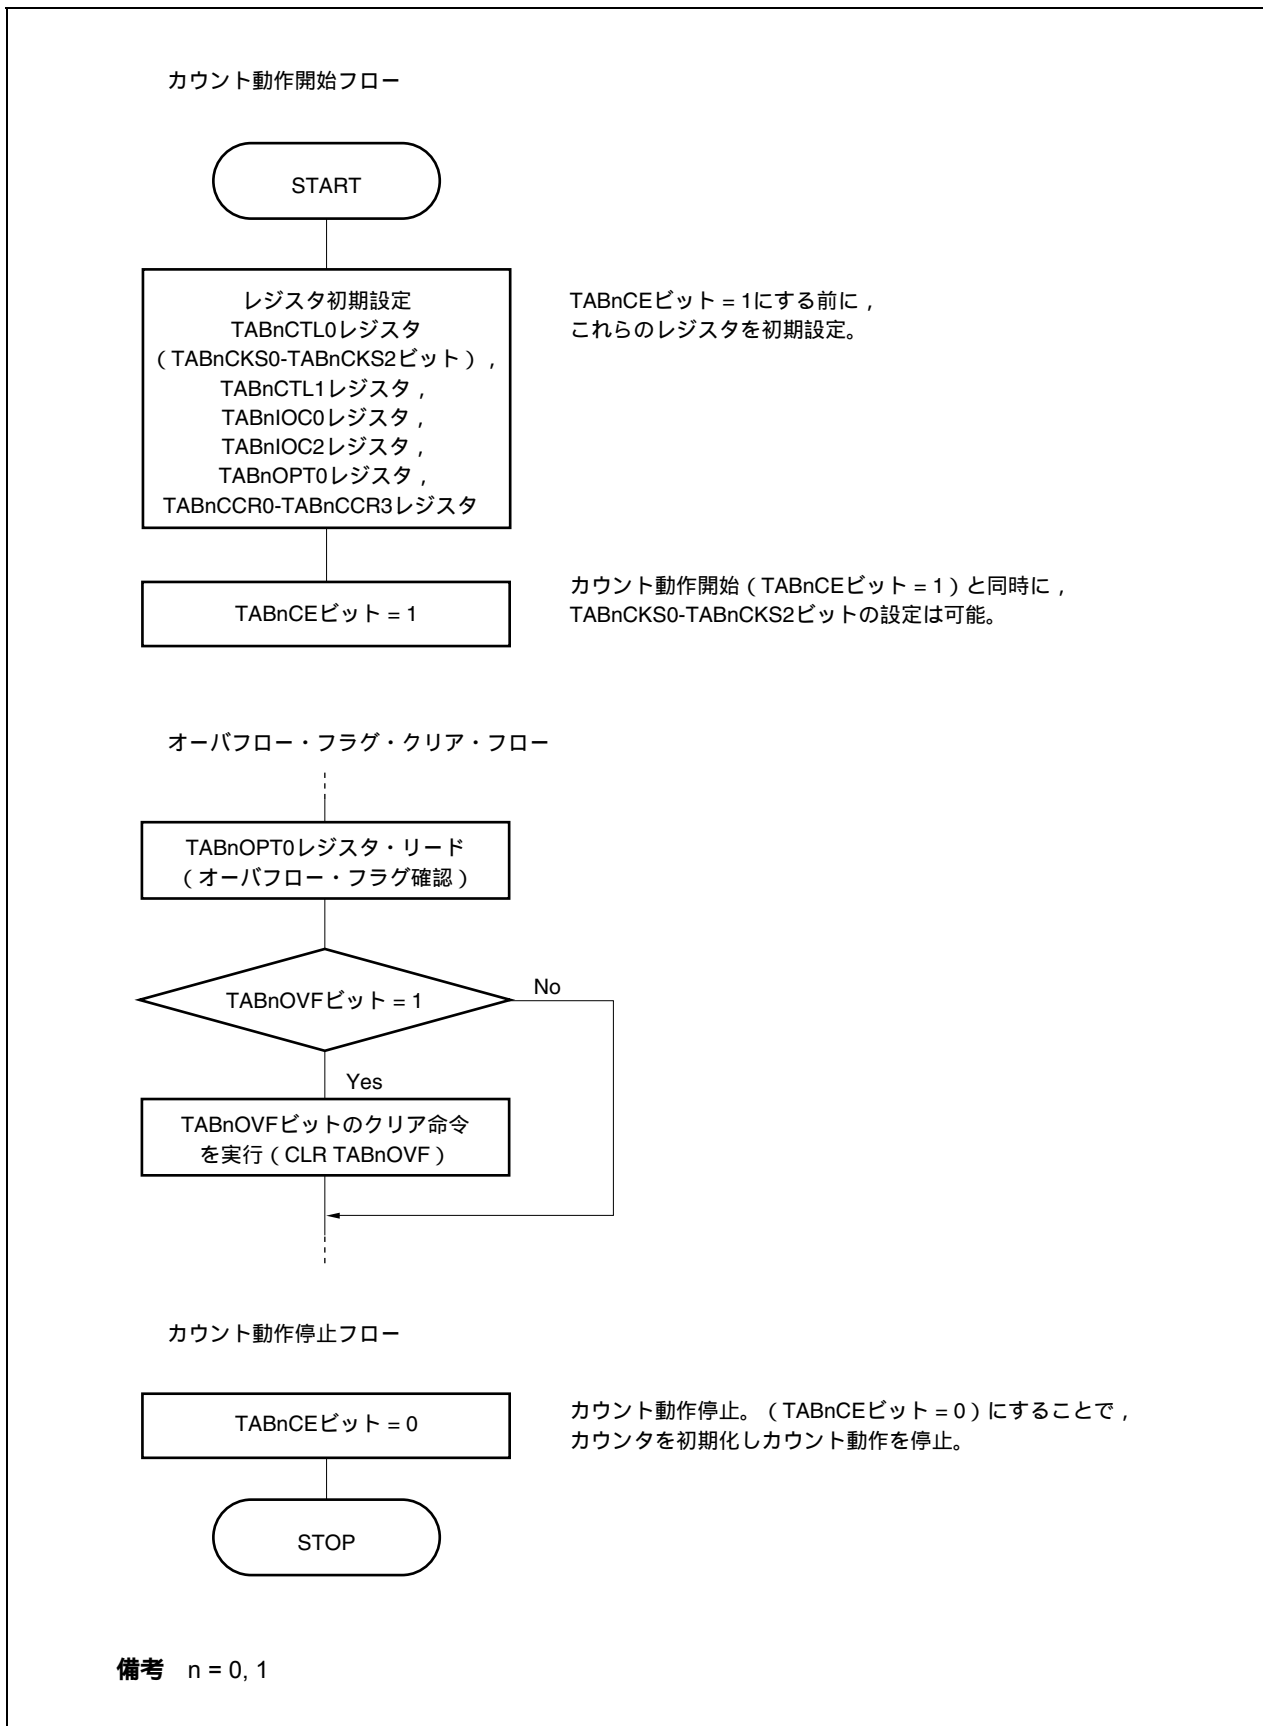 カウント動作開始フロー
START
レジスタ初期設定
TABnCTL0レジスタ
（TABnCKS0-TABnCKS2ビット），
TABnCTL1レジスタ，
TABnIOC0レジスタ，
TABnIOC2レジスタ，
TABnOPT0レジスタ，
TABnCCR0-TABnCCR3レジスタ
TABnCEビット = 1にする前に，
これらのレジスタを初期設定。
TABnCEビット = 1
カウント動作開始（TABnCEビット = 1）と同時に，
TABnCKS0-TABnCKS2ビットの設定は可能。
オーバフロー・フラグ・クリア・フロー
TABnOPT0レジスタ・リード
（オーバフロー・フラグ確認）
TABnOVFビット = 1
No
Yes
TABnOVFビットのクリア命令
を実行（CLR TABnOVF）
カウント動作停止フロー
TABnCEビット = 0
カウント動作停止。（TABnCEビット = 0）にすることで，
カウンタを初期化しカウント動作を停止。
STOP
備考 n = 0, 1